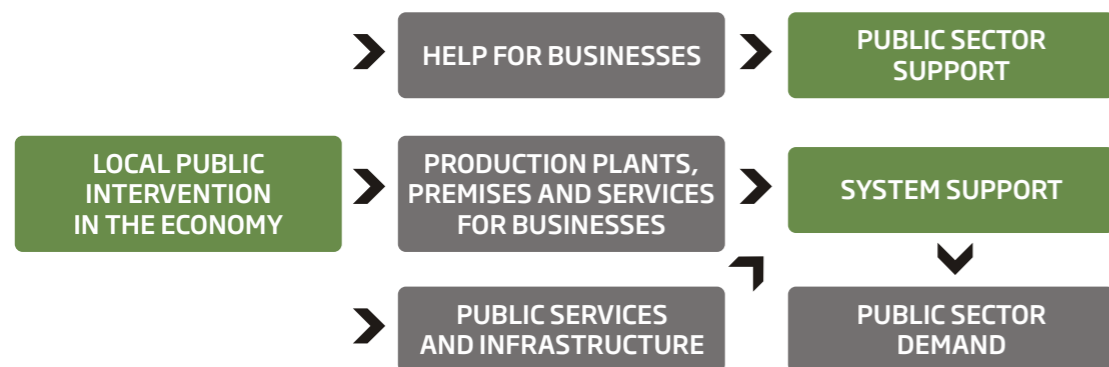 HELP FOR BUSINESSES
PUBLIC SECTOR
SUPPORT
LOCAL PUBLIC
INTERVENTION
IN THE ECONOMY
PRODUCTION PLANTS,
PREMISES AND SERVICES
FOR BUSINESSES
SYSTEM SUPPORT
PUBLIC SERVICES
AND INFRASTRUCTURE
PUBLIC SECTOR
DEMAND